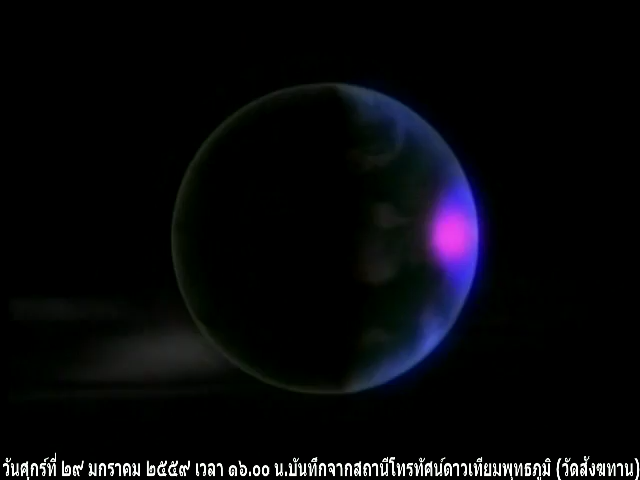 วันศุกร์ที่ ๒๙ มกราคม ๒๕๕๙ เวลา ๑๖.๐๐ น.บันทึกจากสถานีโทรทัศน์ดาวเทียมพุทธภูมิ (วัดสังฆทาน)